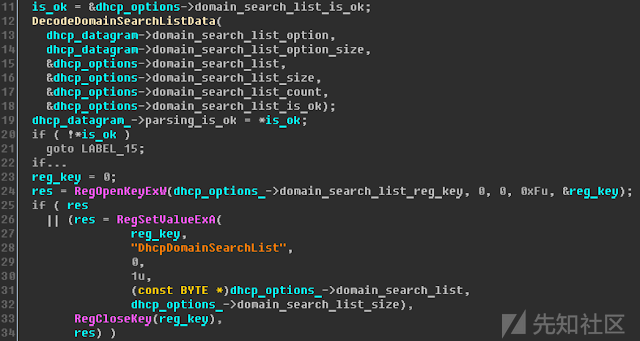 11 is_ok = &dhcp_options->domain_search_list_is_ok;
12 DecodeDomainSearchListData(
13 dhcp_datagram->domain_search_list_option,
14 dhcp_datagram->domain_search_list_option_size,
15 &dhcp_options->domain_search_list,
16 &dhcp_options->domain_search_list_size,
17 &dhcp_options->domain_search_list_count,
18 &dhcp_options->domain_search_list_is_ok);
19 dhcp_datagram_->parsing_is_ok = *is_ok;
20 if ( !*is_ok )
21 goto LABEL_15;
22 if...
23 reg_key = 0;
24 res = RegOpenKeyExW(dhcp_options_->domain_search_list_reg_key, 0, 0, 0xFu, &reg_key);
25 if ( res
26 || (res = RegSetValueExA(
27 reg_key,
28 "DhcpDomainSearchList",
29 0,
30 1u,
31 (const BYTE *)dhcp_options_->domain_search_list,
32 dhcp_options_->domain_search_list_size),
33 RegCloseKey(reg_key),
34 res) )
先知社区